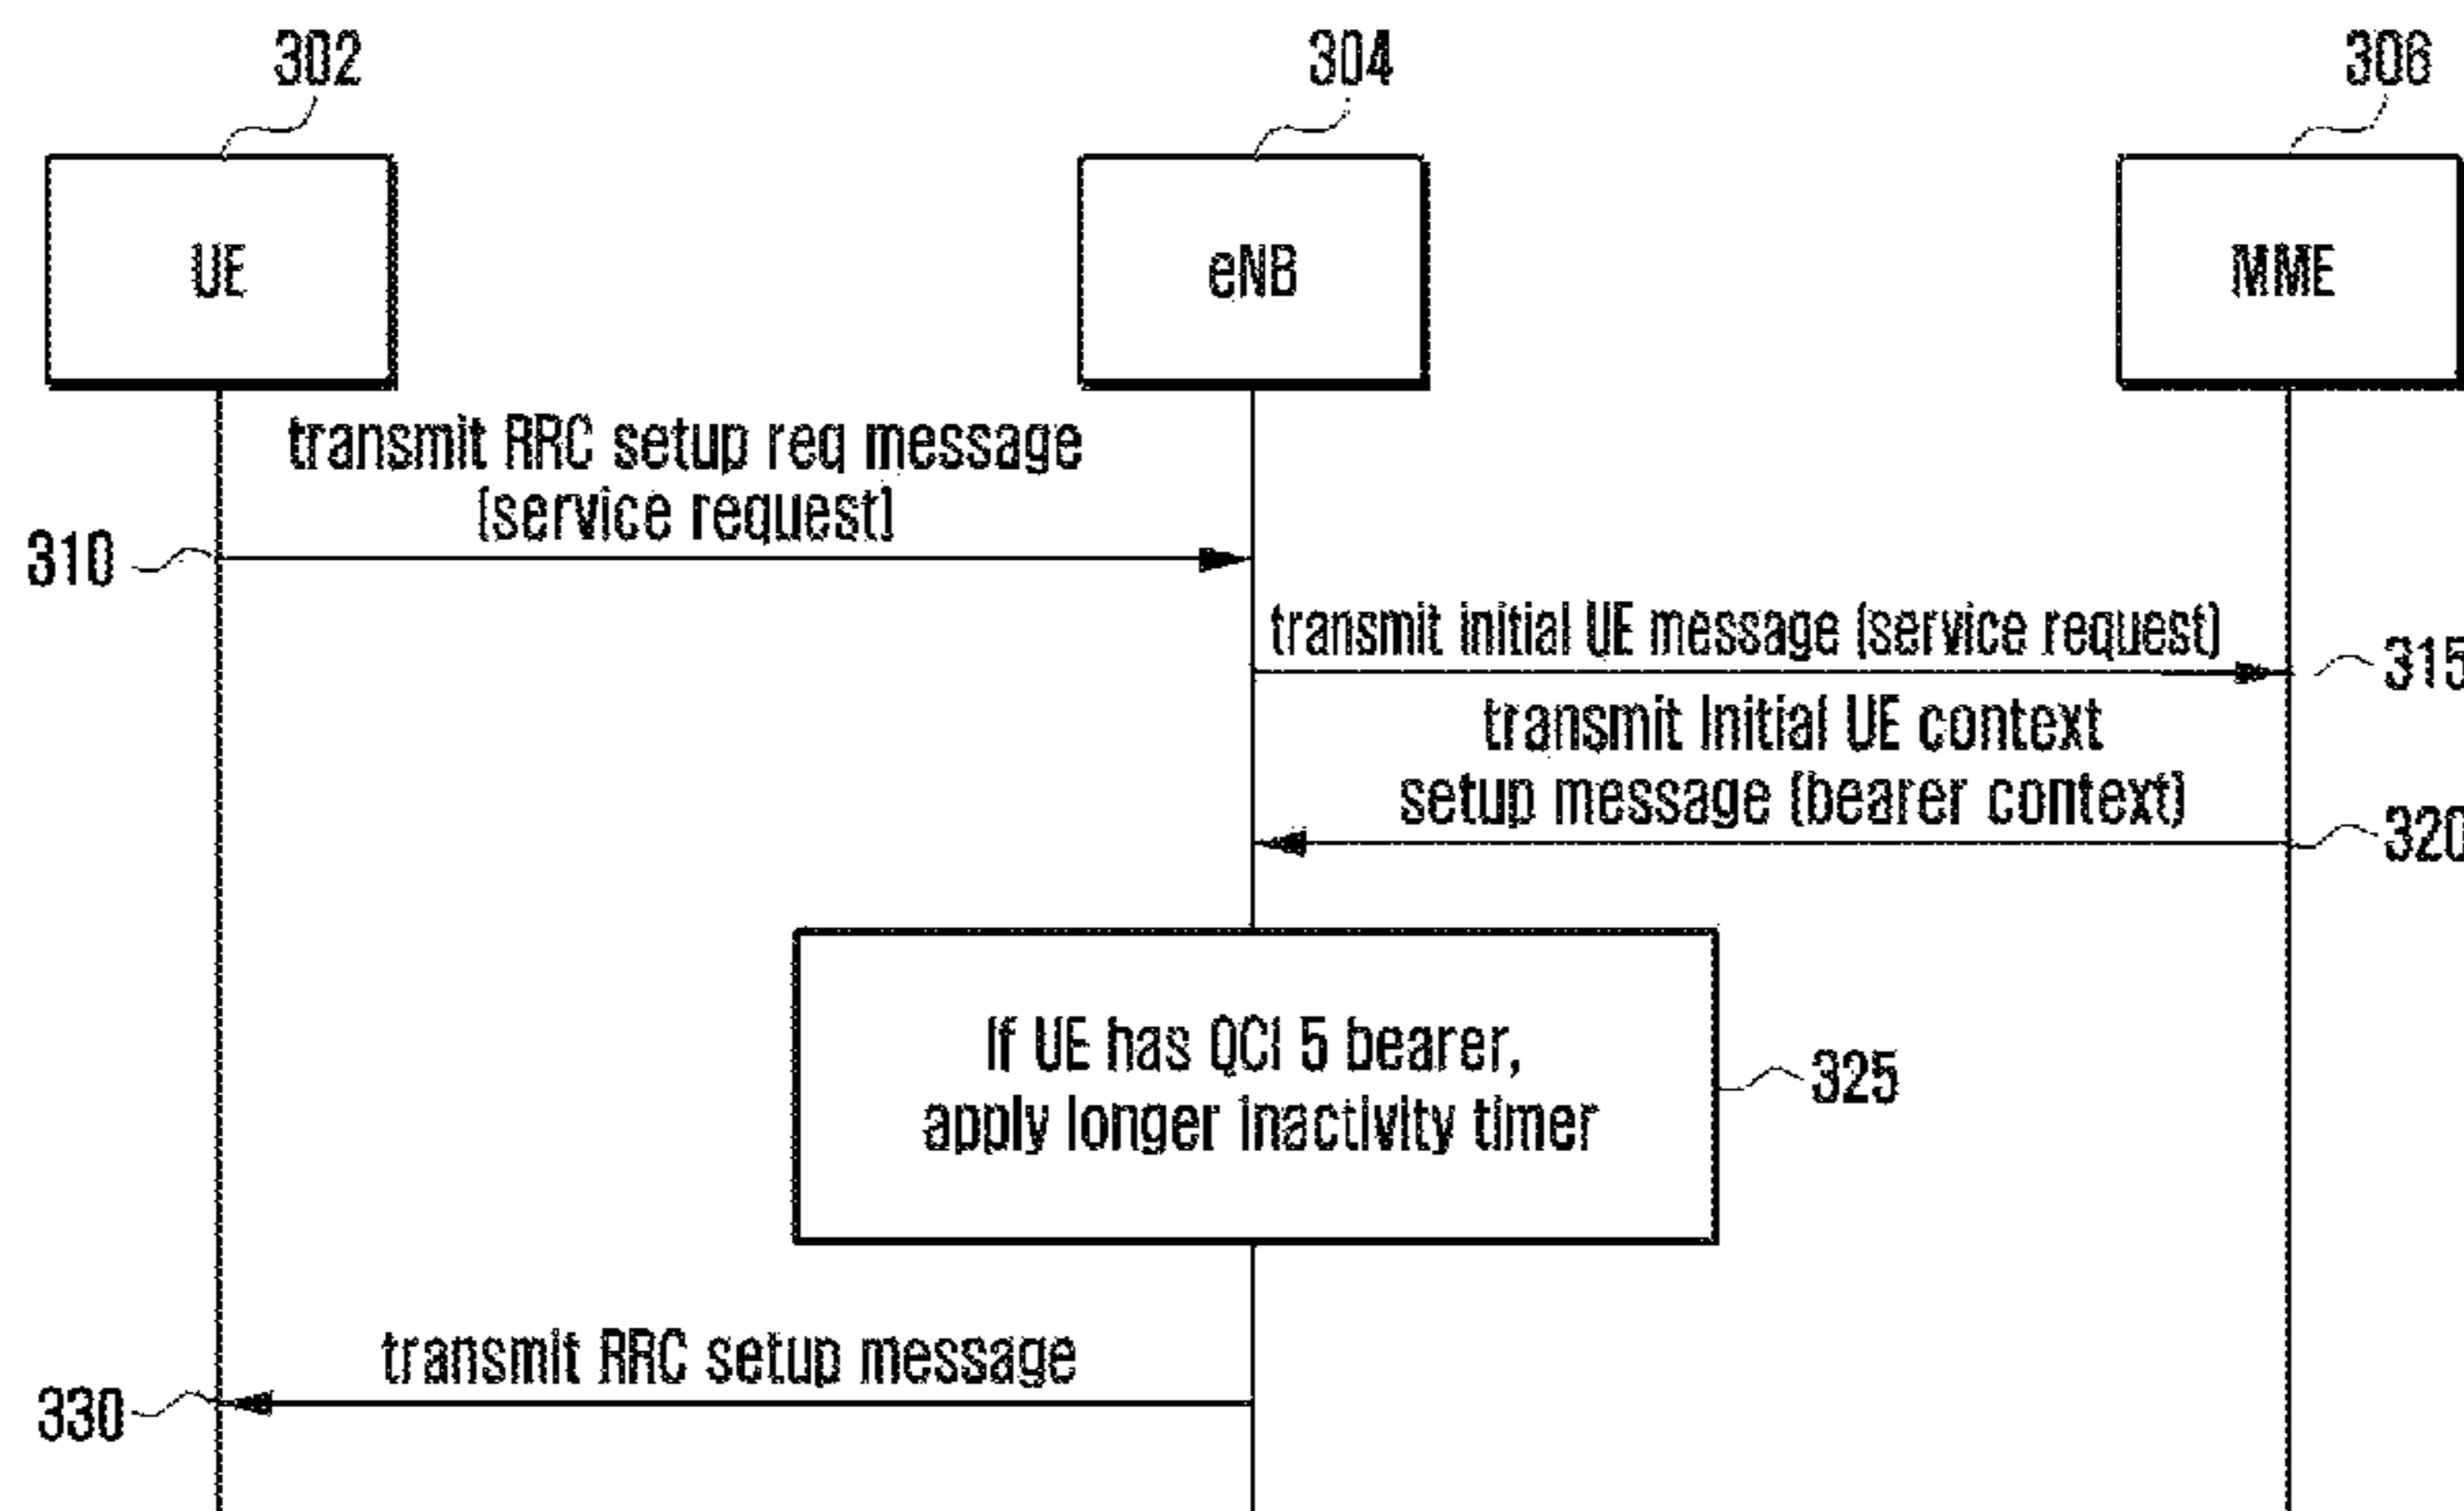 302
304
306
UE
eNB
MME
transmit RRC setup req message
(service request)
310
transmit initial UE message (service request)
315
transmit Initial UE context
setup message (bearer context)
320
If UE has QCI 5 bearer,
apply longer inactivity timer
325
transmit RRC setup message
330